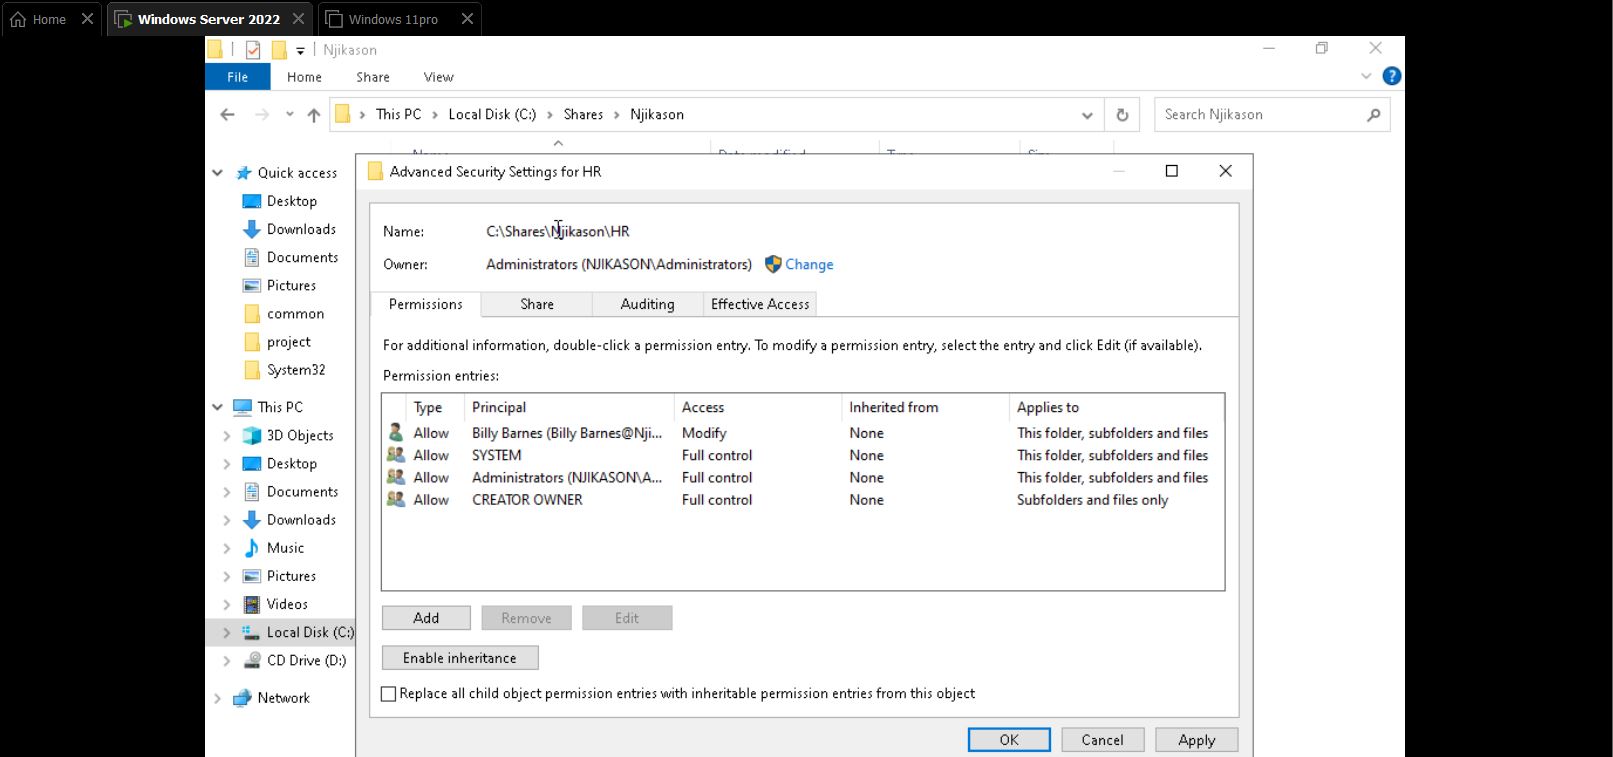 Home Windows Server 2022 Windows 11pro
Njikason
File Home Share View
This PC Local Disk (C:) Shares Njikason Search Njikason
Name Date modified Type Size
Advanced Security Settings for HR
Quick access
Desktop
Downloads
Documents
Pictures
common
project
System32
This PC
3D Objects
Desktop
Documents
Downloads
Music
Pictures
Videos
Local Disk (C:)
CD Drive (D:)
Network
Name: C:\Shares\Njikason\HR
Owner: Administrators (NJIKASON\Administrators) Change
Permissions Share Auditing Effective Access
For additional information, double-click a permission entry. To modify a permission entry, select the entry and click Edit (if available).
Permission entries:
Type Principal Access Inherited from Applies to
Allow Billy Barnes (Billy Barnes@Nji... Modify None This folder, subfolders and files
Allow SYSTEM Full control None This folder, subfolders and files
Allow Administrators (NJIKASON\A... Full control None This folder, subfolders and files
Allow CREATOR OWNER Full control None Subfolders and files only
Add Remove Edit
Enable inheritance
Replace all child object permission entries with inheritable permission entries from this object
OK Cancel Apply